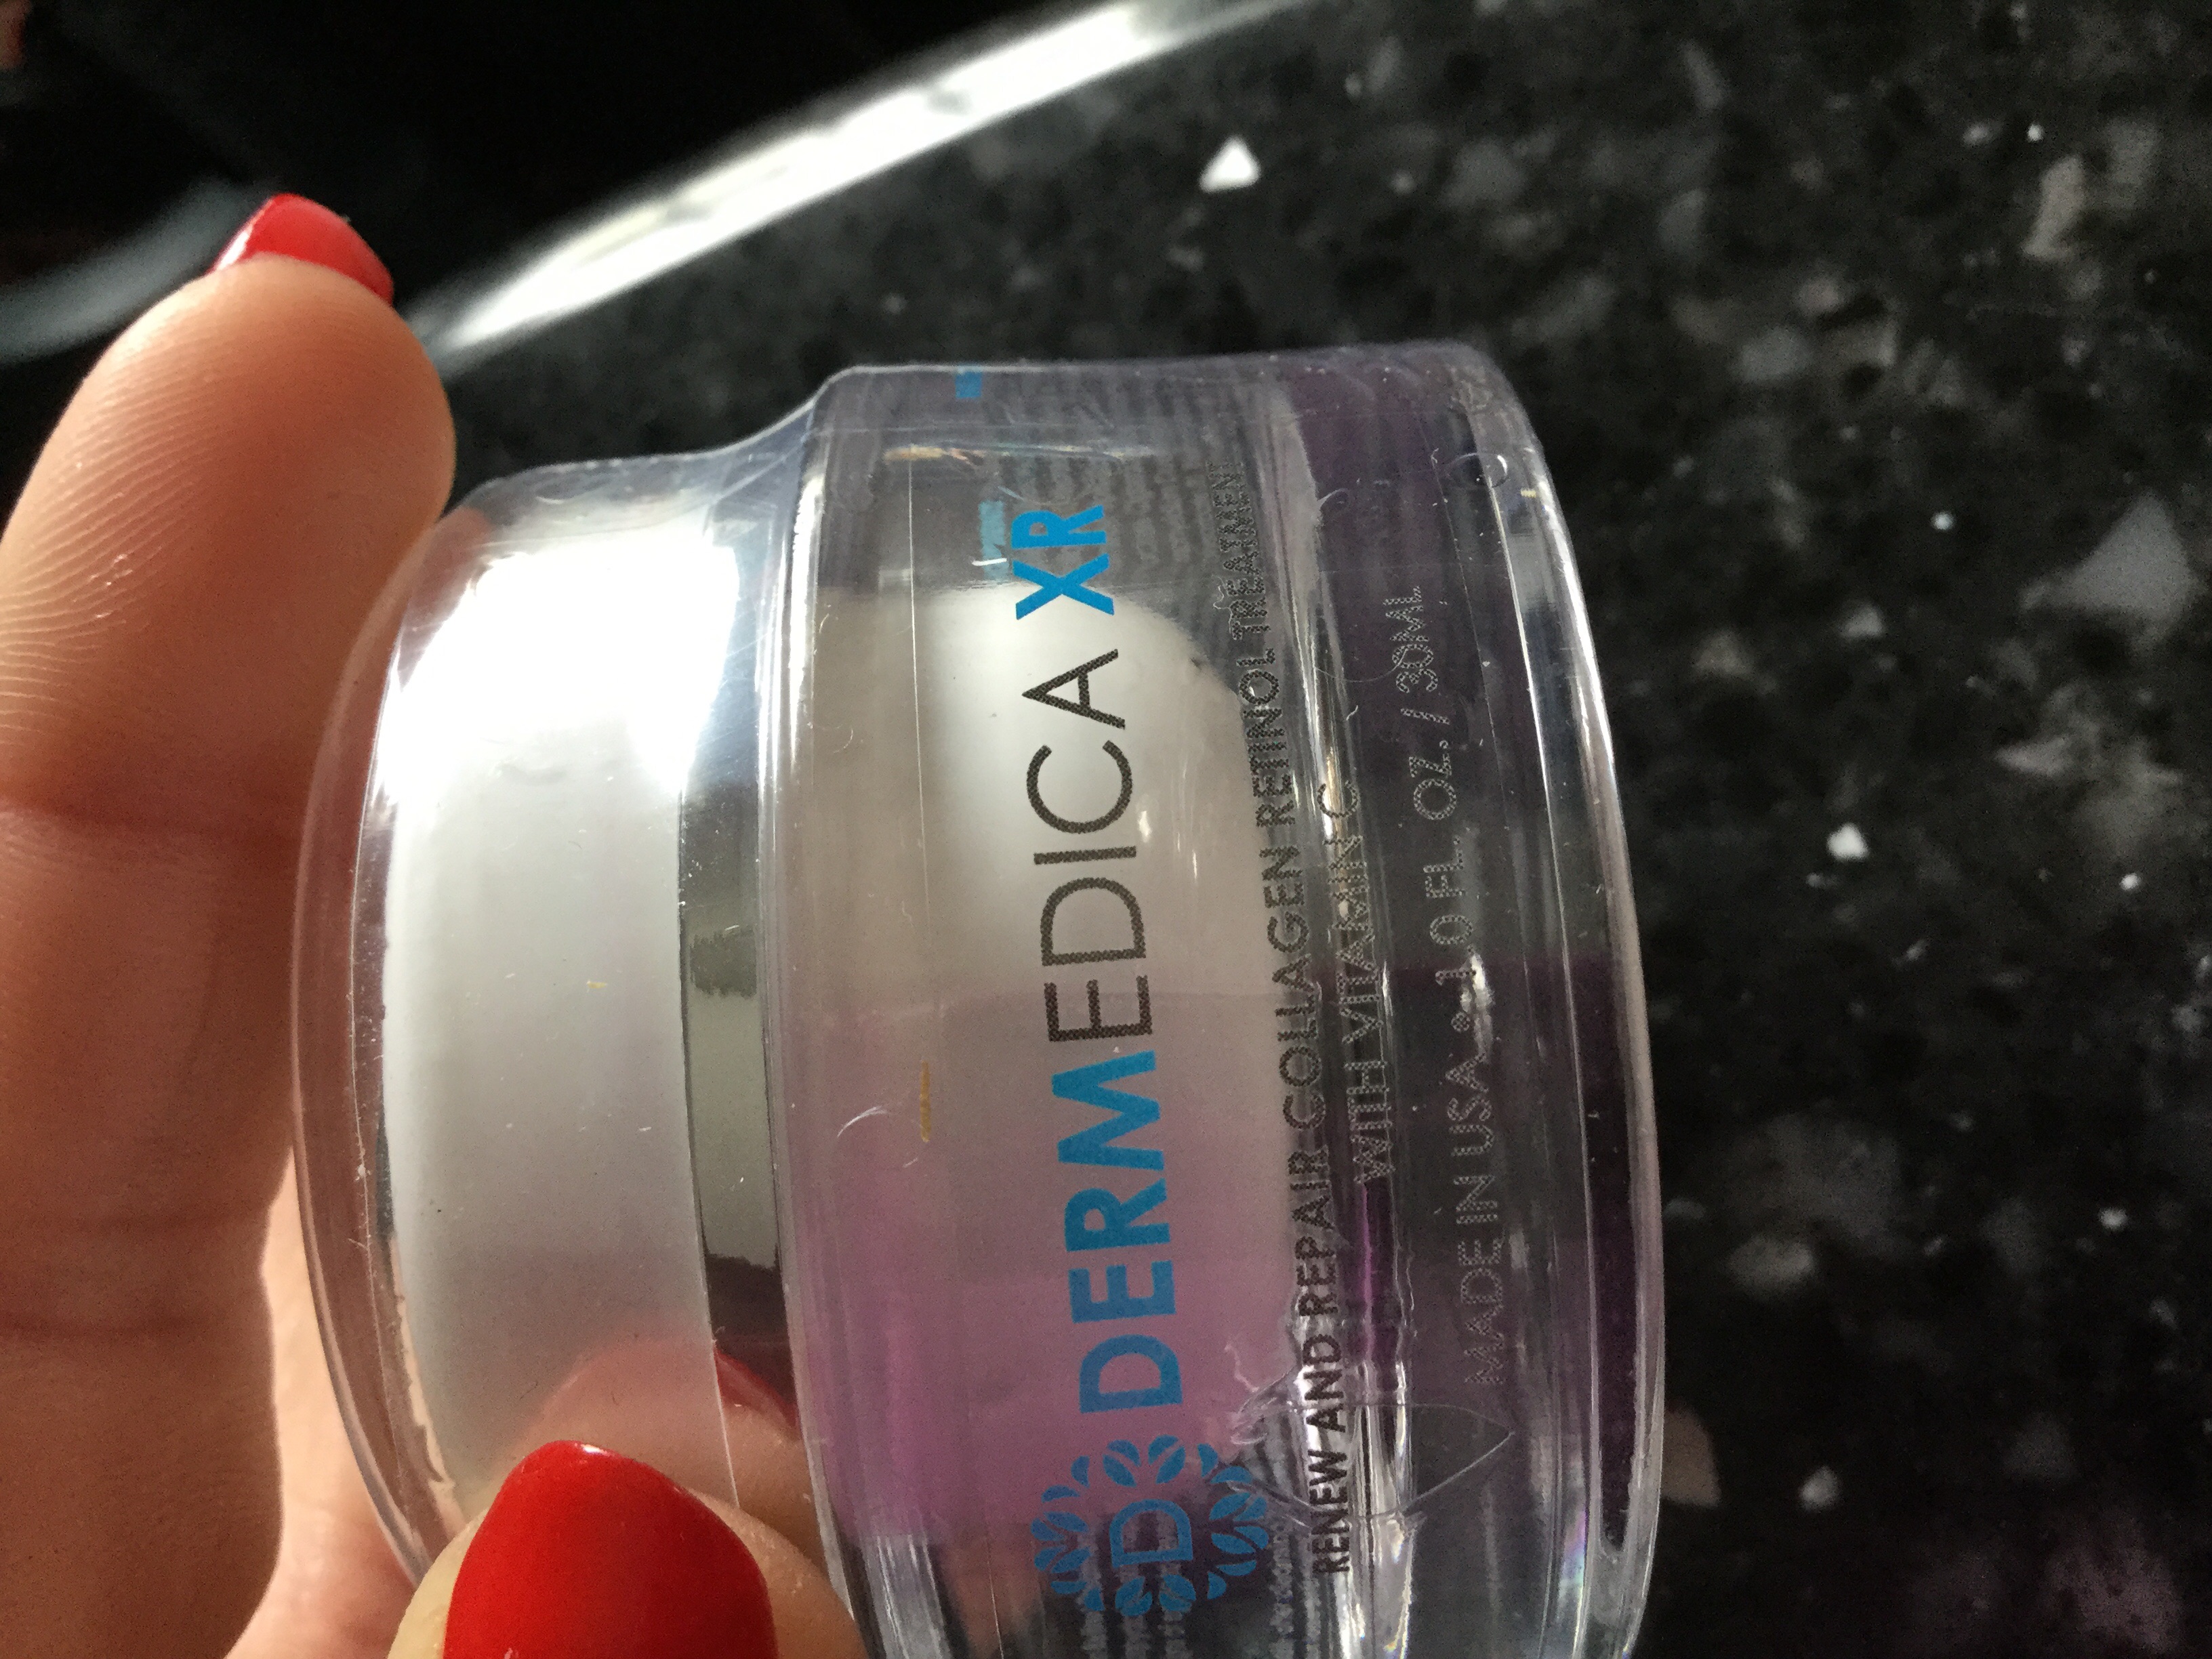 D DERMEDICA XR
RENEW AND REPAIR COLLAGEN RETINOL TREATMENT
WITH VITAMIN C
MADE IN USA • 1.0 FL. OZ. / 30ML